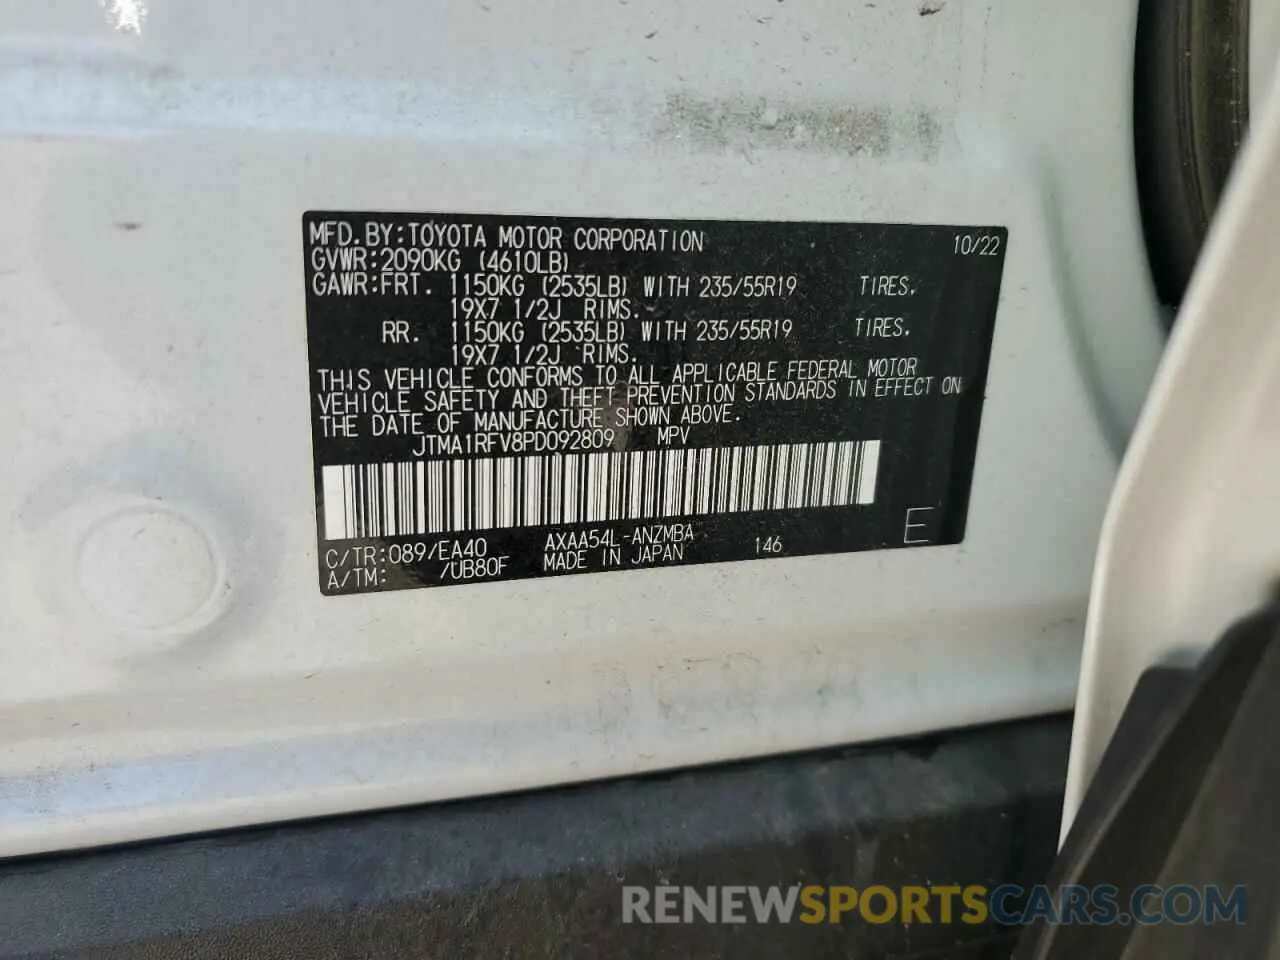 MFD.BY:TOYOTA MOTOR CORPORATION 10/22
GVWR:2090KG (4610LB)
GAWR:FRT. 1150KG (2535LB) WITH 235/55R19 TIRES.
19X7 1/2J RIMS.
RR. 1150KG (2535LB) WITH 235/55R19 TIRES.
19X7 1/2J RIMS.
THIS VEHICLE CONFORMS TO ALL APPLICABLE FEDERAL MOTOR
VEHICLE SAFETY AND THEFT PREVENTION STANDARDS IN EFFECT ON
THE DATE OF MANUFACTURE SHOWN ABOVE.
JTMA1RFV8PD092809 MPV
C/TR:089/EA40 AXAA54L-ANZMBA 146 E
A/TM: /UB80F MADE IN JAPAN
RENEWSPORTSCARS.COM